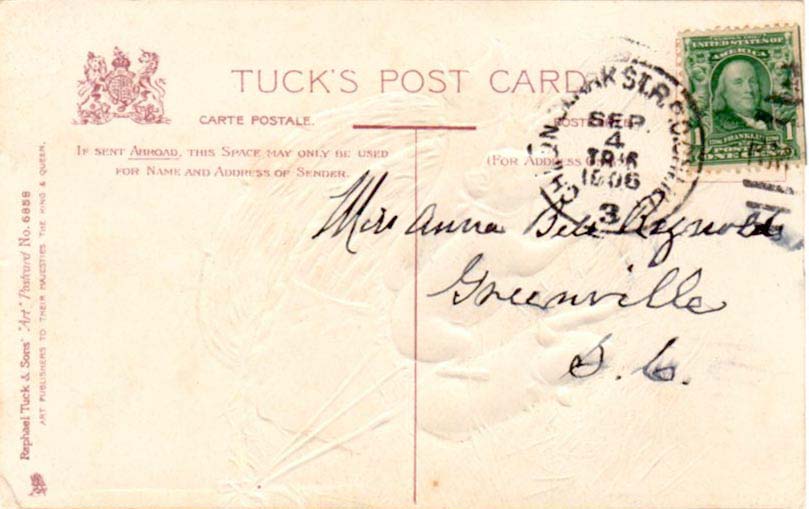 TUCK'S POST CARD
CARTE POSTALE.
IF SENT ABROAD, THIS SPACE MAY ONLY BE USED
FOR NAME AND ADDRESS OF SENDER.
(FOR ADDRESS
SEP
4
1906
3
UNITED STATES OF
AMERICA
FRANKLIN
1
Miss Anna Bell Reynolds
Greenville
S. C.
Raphael Tuck & Sons' "Art" Postcard No. 6858
ART PUBLISHERS TO THEIR MAJESTIES THE KING & QUEEN.